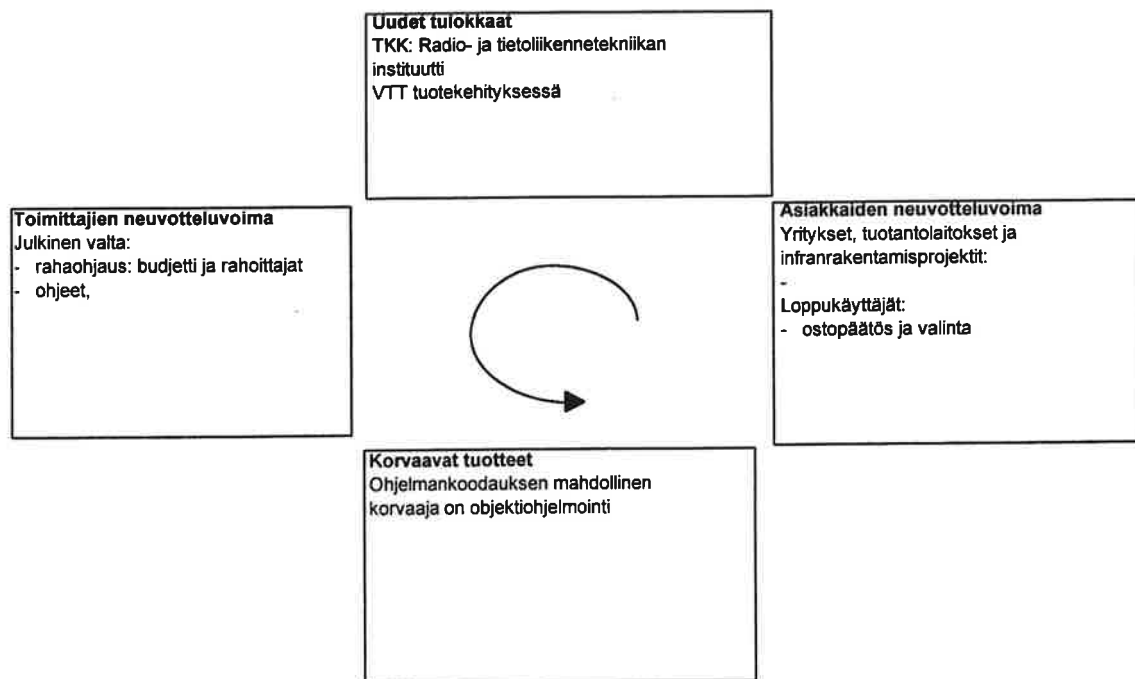 Uudet tulokkaat
TKK: Radio- ja tietoliikennetekniikan
instituutti
VTT tuotekehityksessä
Toimittajien neuvotteluvoima
Julkinen valta:
- rahaohjaus: budjetti ja rahoittajat
- ohjeet,
Asiakkaiden neuvotteluvoima
Yritykset, tuotantolaitokset ja
infranrakentamisprojektit:
-
Loppukäyttäjät:
- ostopäätös ja valinta
Korvaavat tuotteet
Ohjelmankoodauksen mahdollinen
korvaaja on objektiohjelmointi